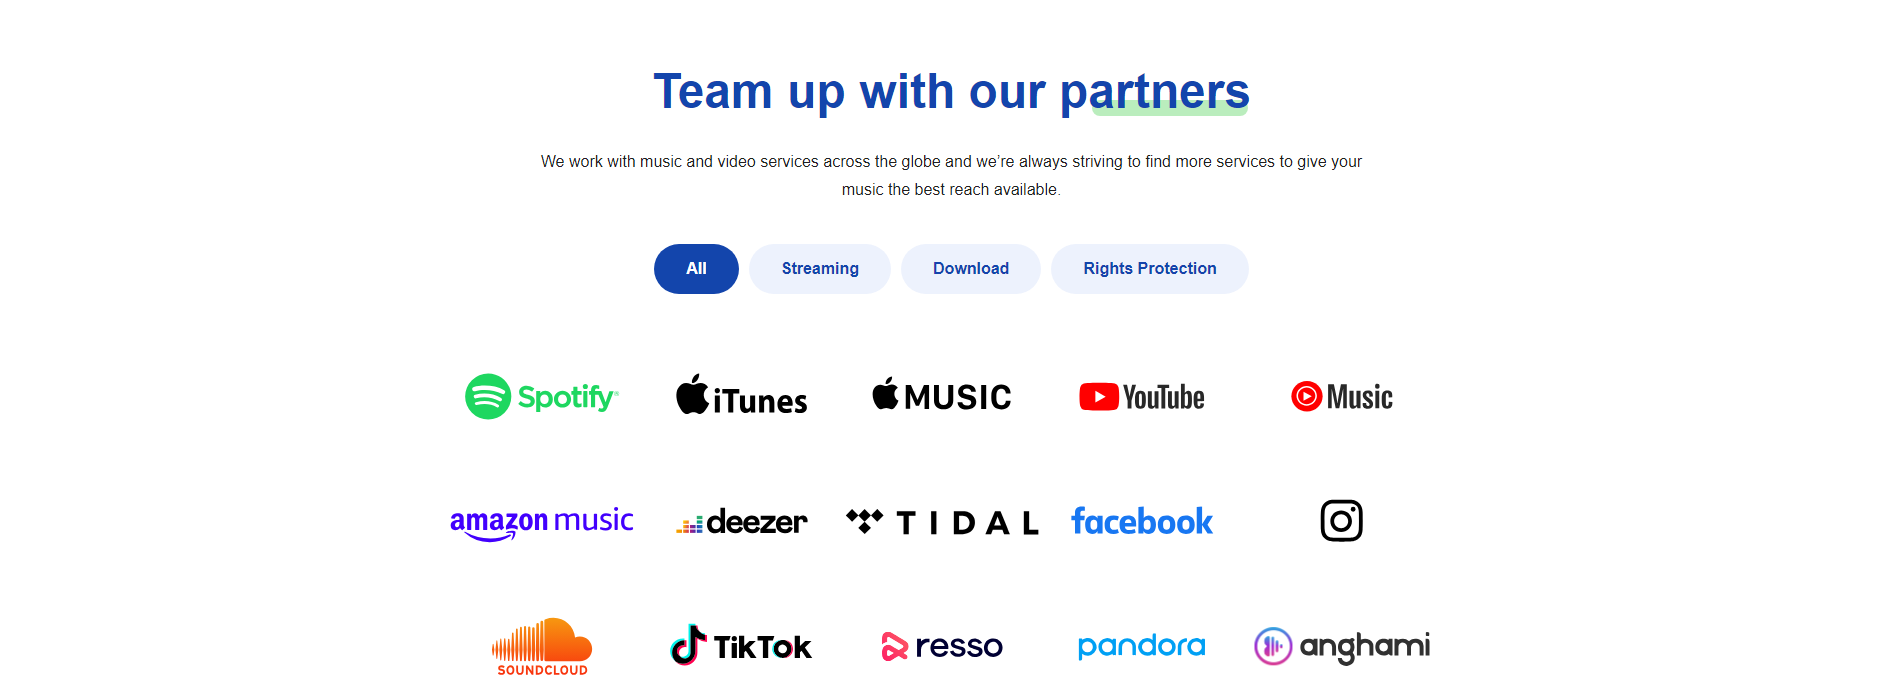 Team up with our partners
We work with music and video services across the globe and we’re always striving to find more services to give your
music the best reach available.
All Streaming Download Rights Protection
Spotify iTunes MUSIC YouTube Music
amazon music deezer TIDAL facebook
SOUNDCLOUD TikTok resso pandora anghami